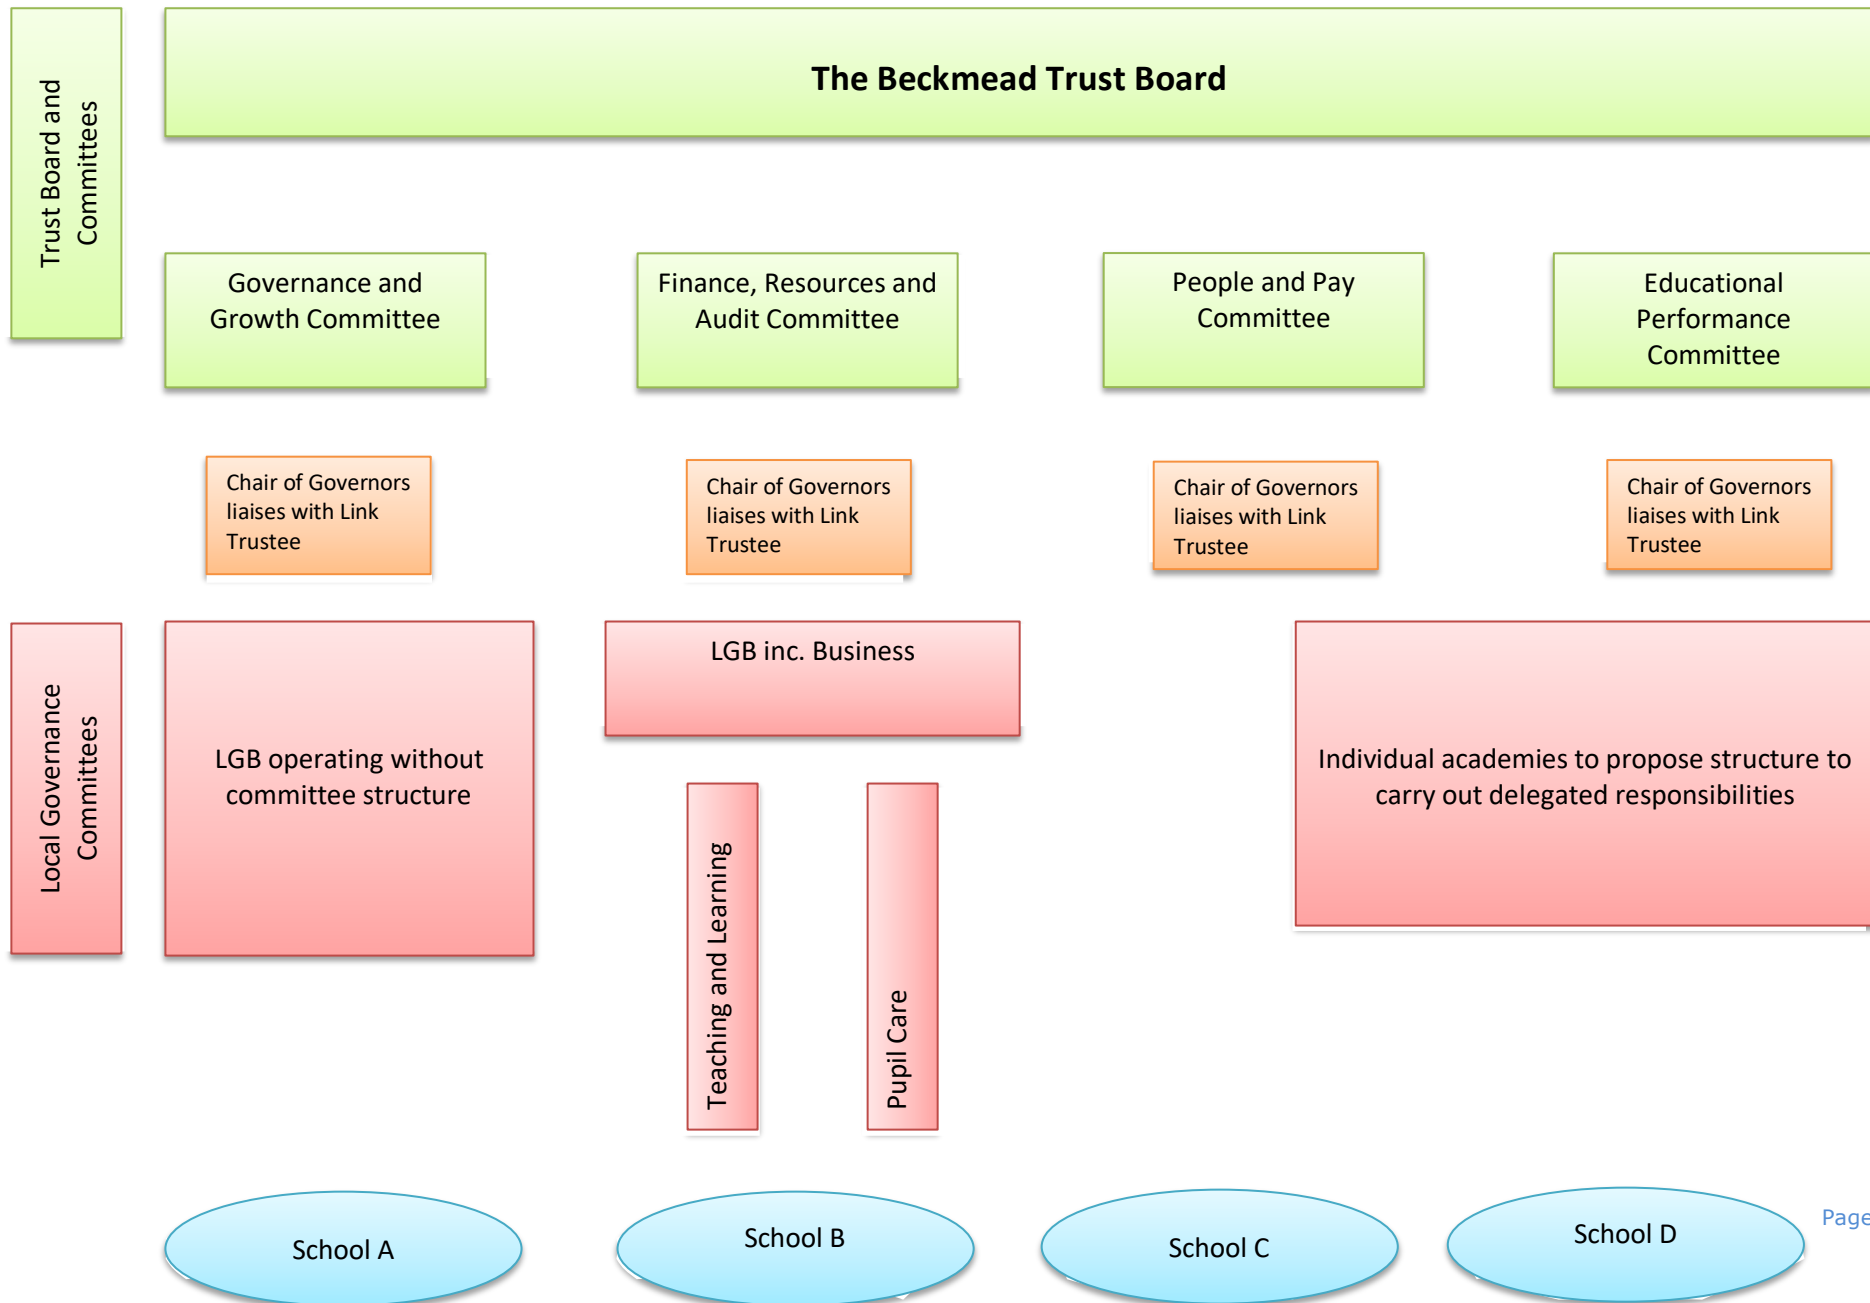 Trust Board and
Committees
The Beckmead Trust Board
Governance and
Growth Committee
Finance, Resources and
Audit Committee
People and Pay
Committee
Educational
Performance
Committee
Chair of Governors
liaises with Link
Trustee
Chair of Governors
liaises with Link
Trustee
Chair of Governors
liaises with Link
Trustee
Chair of Governors
liaises with Link
Trustee
Local Governance
Committees
LGB operating without
committee structure
LGB inc. Business
Teaching and Learning
Pupil Care
Individual academies to propose structure to
carry out delegated responsibilities
School A
School B
School C
School D
Page